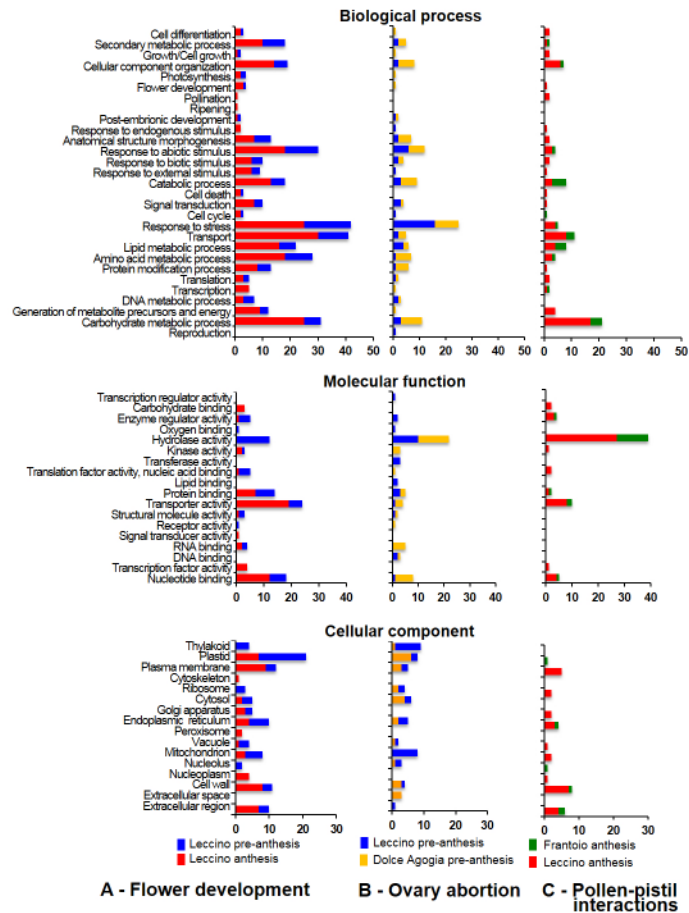 Biological process
Cell differentiation
Secondary metabolic process
Growth/Cell growth
Cellular component organization
Photosynthesis
Flower development
Pollination
Ripening
Post-embrionic development
Response to endogenous stimulus
Anatomical structure morphogenesis
Response to abiotic stimulus
Response to biotic stimulus
Response to external stimulus
Catabolic process
Cell death
Signal transduction
Cell cycle
Response to stress
Transport
Lipid metabolic process
Amino acid metabolic process
Protein modification process
Translation
Transcription
DNA metabolic process
Generation of metabolite precursors and energy
Carbohydrate metabolic process
Reproduction
0 10 20 30 40 50 0 10 20 30 40 50 0 10 20 30 40 50
Molecular function
Transcription regulator activity
Carbohydrate binding
Enzyme regulator activity
Oxygen binding
Hydrolase activity
Kinase activity
Transferase activity
Translation factor activity, nucleic acid binding
Lipid binding
Protein binding
Transporter activity
Structural molecule activity
Receptor activity
Signal transducer activity
RNA binding
DNA binding
Transcription factor activity
Nucleotide binding
0 10 20 30 40 0 10 20 30 40 0 10 20 30 40
Cellular component
Thylakoid
Plastid
Plasma membrane
Cytoskeleton
Ribosome
Cytosol
Golgi apparatus
Endoplasmic reticulum
Peroxisome
Vacuole
Mitochondrion
Nucleolus
Nucleoplasm
Cell wall
Extracellular space
Extracellular region
0 10 20 30 0 10 20 30 0 10 20 30
Leccino pre-anthesis Leccino pre-anthesis Frantoio anthesis
Leccino anthesis Dolce Agogia pre-anthesis Leccino anthesis
A - Flower development B - Ovary abortion C - Pollen-pistil
interactions